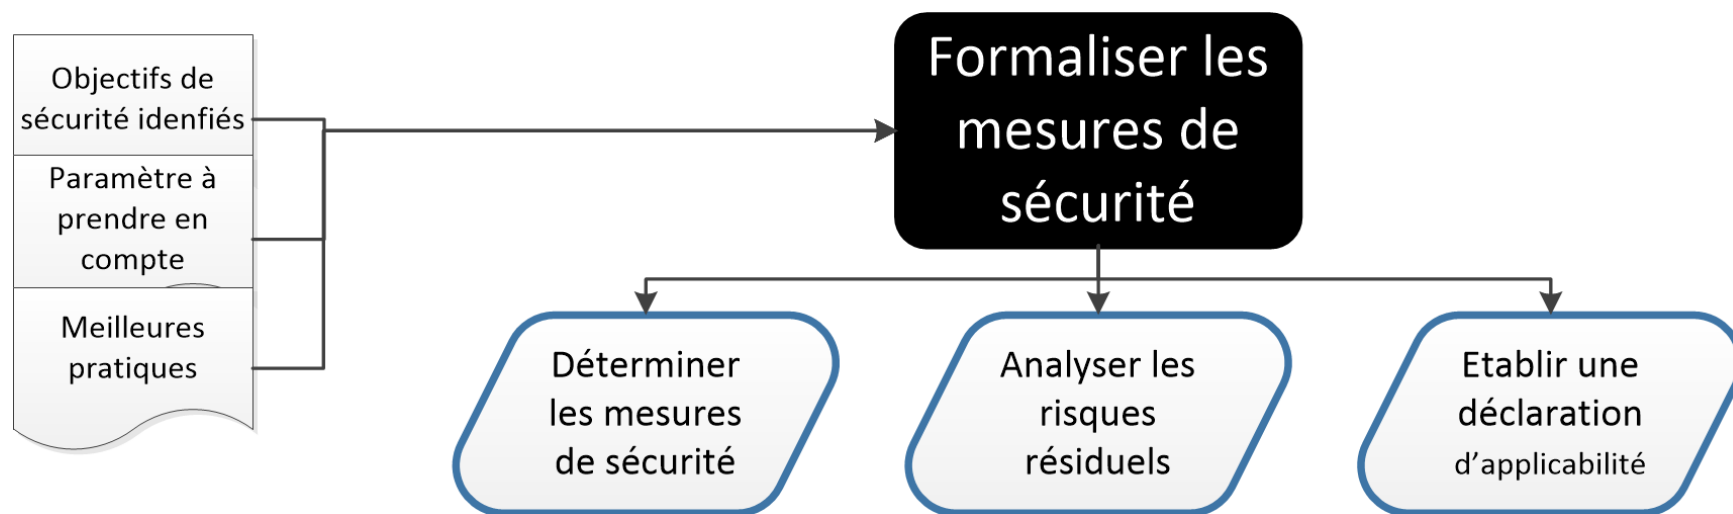 Objectifs de
sécurité idenfiés
Paramètre à
prendre en
compte
Meilleures
pratiques
Formaliser les
mesures de
sécurité
Déterminer
les mesures
de sécurité
Analyser les
risques
résiduels
Etablir une
déclaration
d’applicabilité